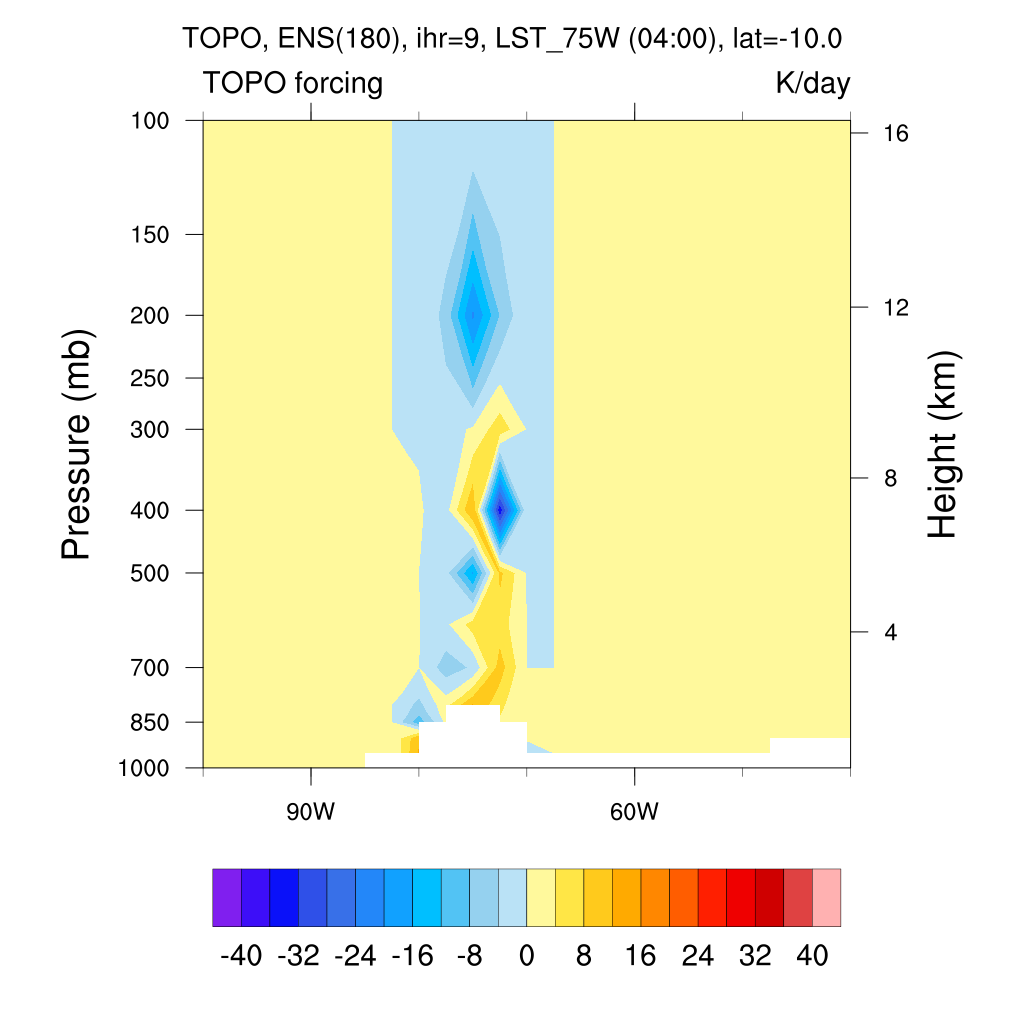 TOPO, ENS(180), ihr=9, LST_75W (04:00), lat=-10.0
TOPO forcing K/day
100
150
200
250
300
400
500
700
850
1000
Pressure (mb)
16
12
8
4
Height (km)
90W 60W
-40 -32 -24 -16 -8 0 8 16 24 32 40